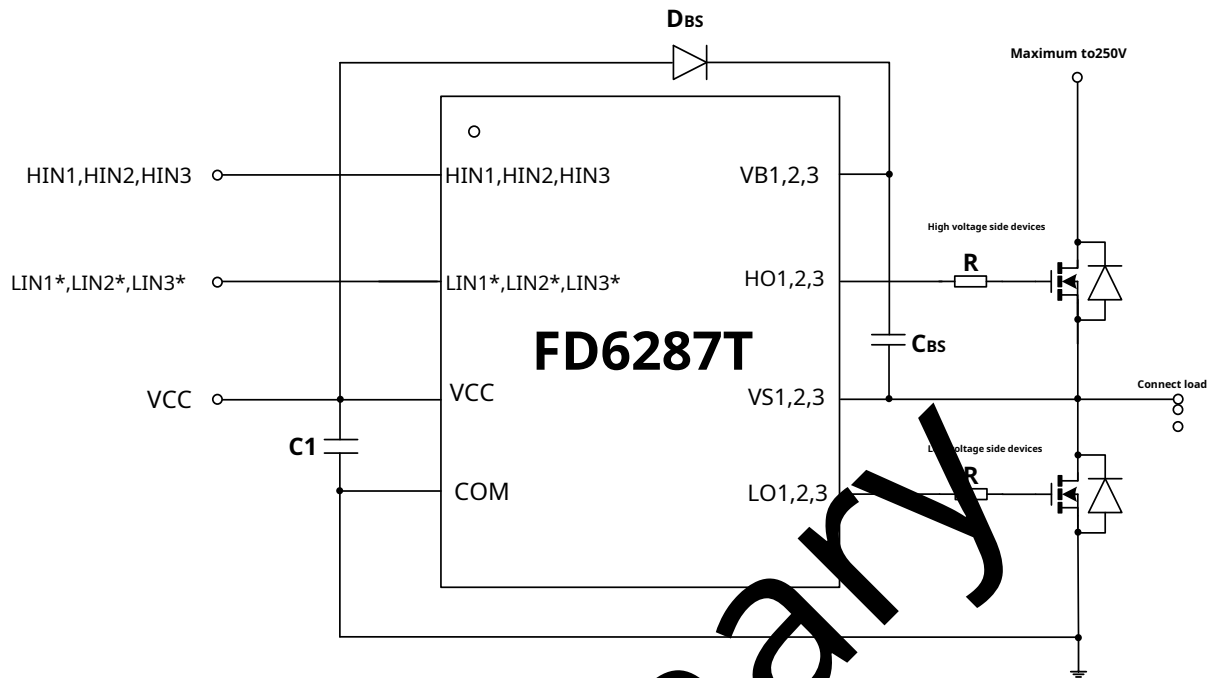 DBS
Maximum to250V
HIN1,HIN2,HIN3
HIN1,HIN2,HIN3
VB1,2,3
High voltage side devices
R
LIN1*,LIN2*,LIN3*
LIN1*,LIN2*,LIN3*
HO1,2,3
FD6287T
CBS
Connect load
VCC
VCC
VS1,2,3
C1
voltage side devices
R
COM
LO1,2,3
ary